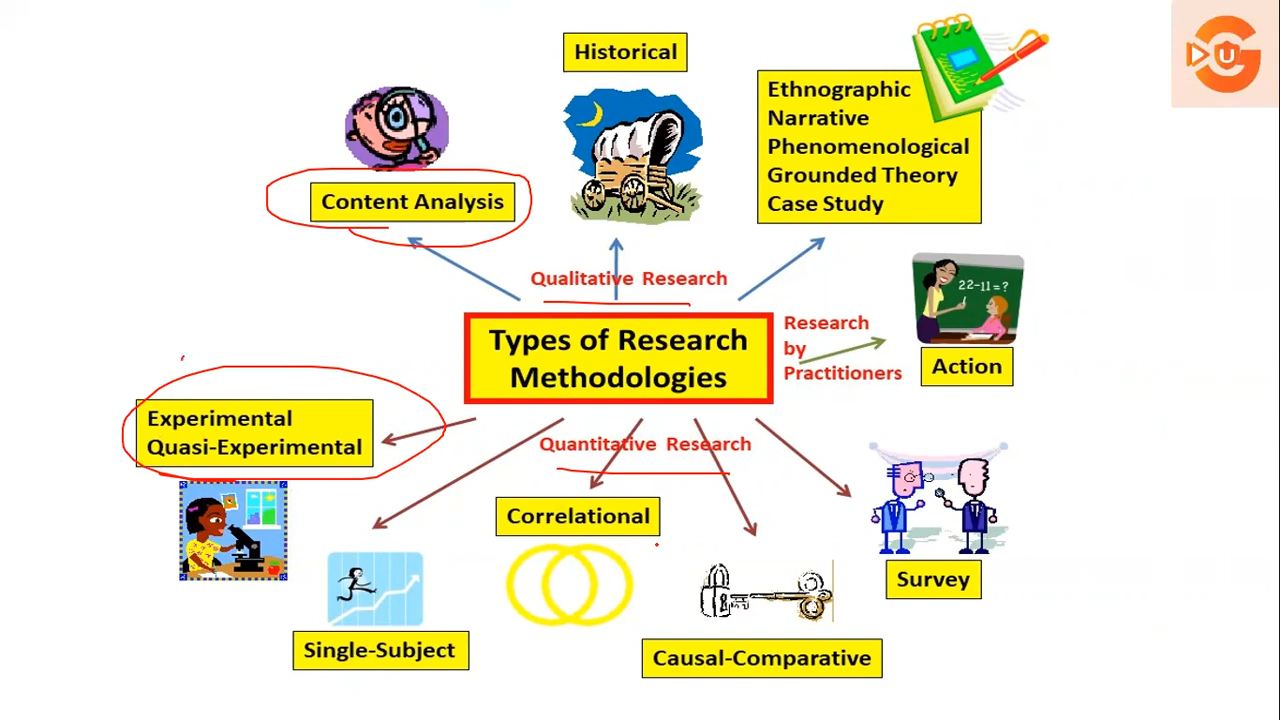 Historical
Ethnographic
Narrative
Phenomenological
Grounded Theory
Case Study
Content Analysis
Qualitative Research
22-11=?
Types of Research
Methodologies
Research
by
Practitioners
Action
Experimental
Quasi-Experimental
Quantitative Research
Correlational
Survey
Single-Subject
Causal-Comparative
U